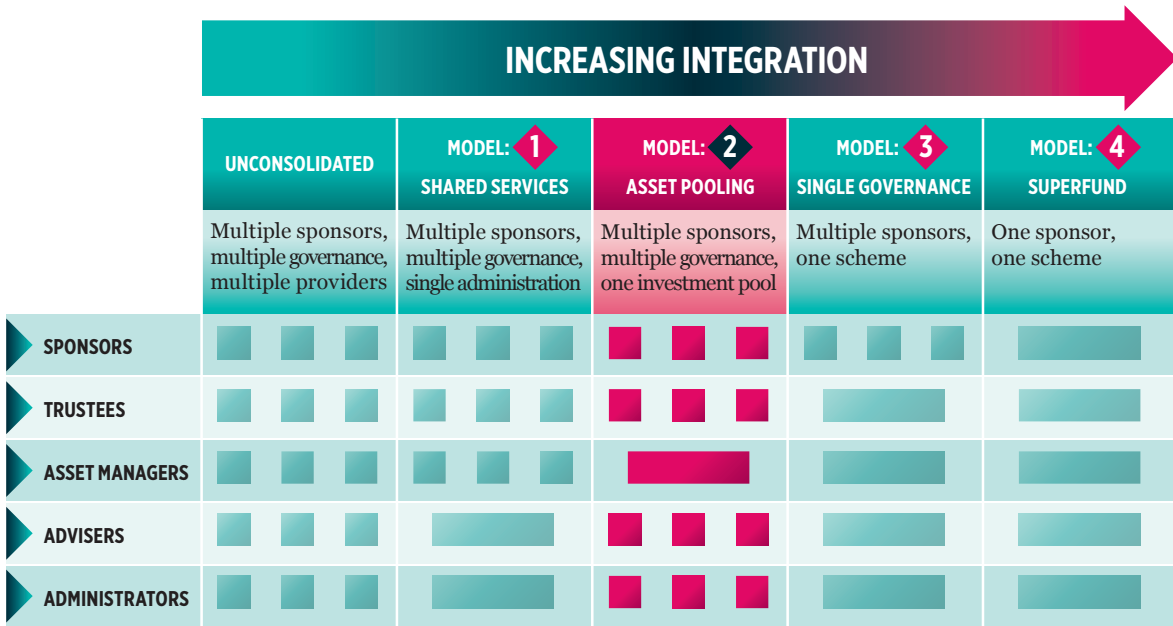 INCREASING INTEGRATION
UNCONSOLIDATED
MODEL: 1
SHARED SERVICES
MODEL: 2
ASSET POOLING
MODEL: 3
SINGLE GOVERNANCE
MODEL: 4
SUPERFUND
Multiple sponsors,
multiple governance,
multiple providers
Multiple sponsors,
multiple governance,
single administration
Multiple sponsors,
multiple governance,
one investment pool
Multiple sponsors,
one scheme
One sponsor,
one scheme
SPONSORS
TRUSTEES
ASSET MANAGERS
ADVISERS
ADMINISTRATORS